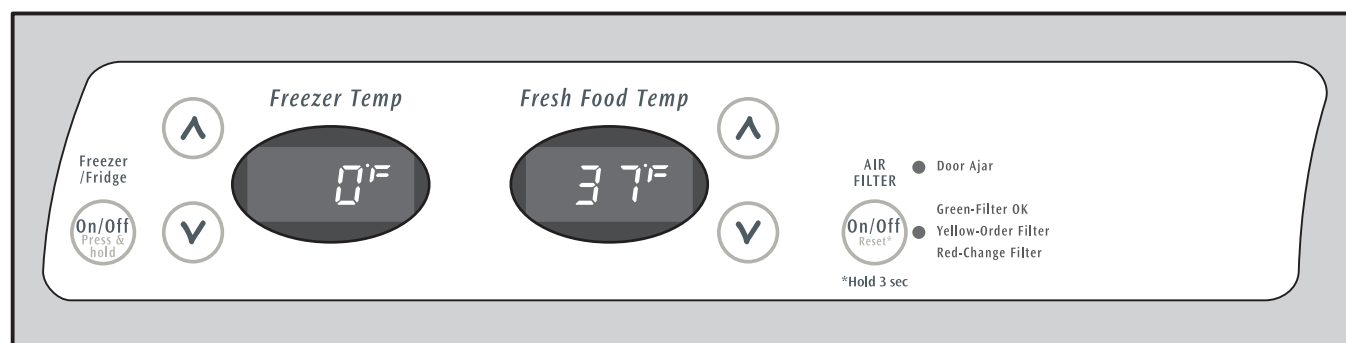 Freezer Temp
Fresh Food Temp
Freezer
/Fridge
0°F
37°F
On/Off
Press &
hold
AIR
FILTER
Door Ajar
On/Off
Reset*
Green-Filter OK
Yellow-Order Filter
Red-Change Filter
*Hold 3 sec